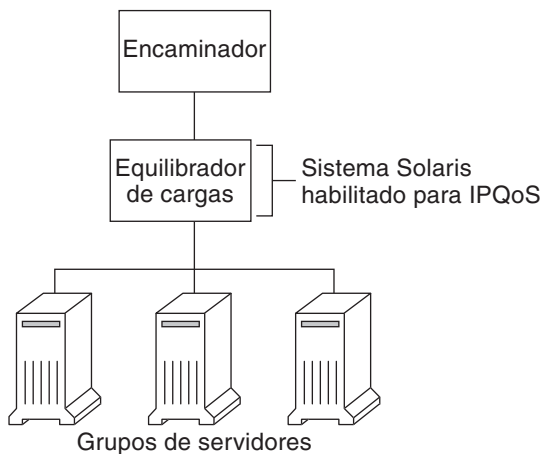 Encaminador
Equilibrador
de cargas
Sistema Solaris
habilitado para IPQoS
Grupos de servidores